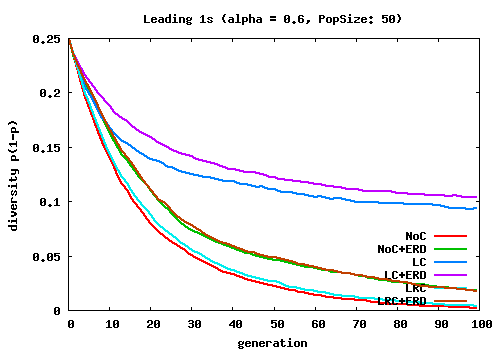 Leading 1s (alpha = 0.6, PopSize: 50)
0.25
0.2
0.15
0.1
0.05
0
diversity p(1-p)
NoC
NoC+ERD
LC
LC+ERD
LRC
LRC+ERD
0 10 20 30 40 50 60 70 80 90 100
generation